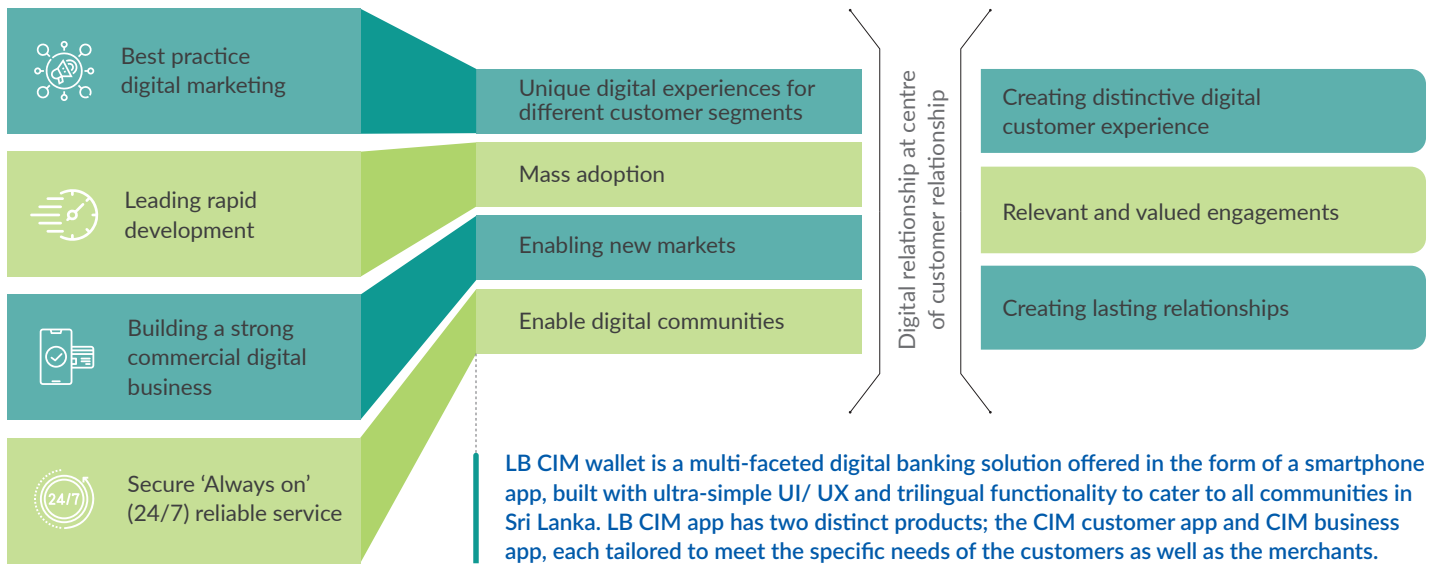 Best practice
digital marketing
Leading rapid
development
Building a strong
commercial digital
business
24/7
Secure ‘Always on’
(24/7) reliable service
Unique digital experiences for
different customer segments
Mass adoption
Enabling new markets
Enable digital communities
Digital relationship at centre
of customer relationship
Creating distinctive digital
customer experience
Relevant and valued engagements
Creating lasting relationships
LB CIM wallet is a multi-faceted digital banking solution offered in the form of a smartphone
app, built with ultra-simple UI/ UX and trilingual functionality to cater to all communities in
Sri Lanka. LB CIM app has two distinct products; the CIM customer app and CIM business
app, each tailored to meet the specific needs of the customers as well as the merchants.